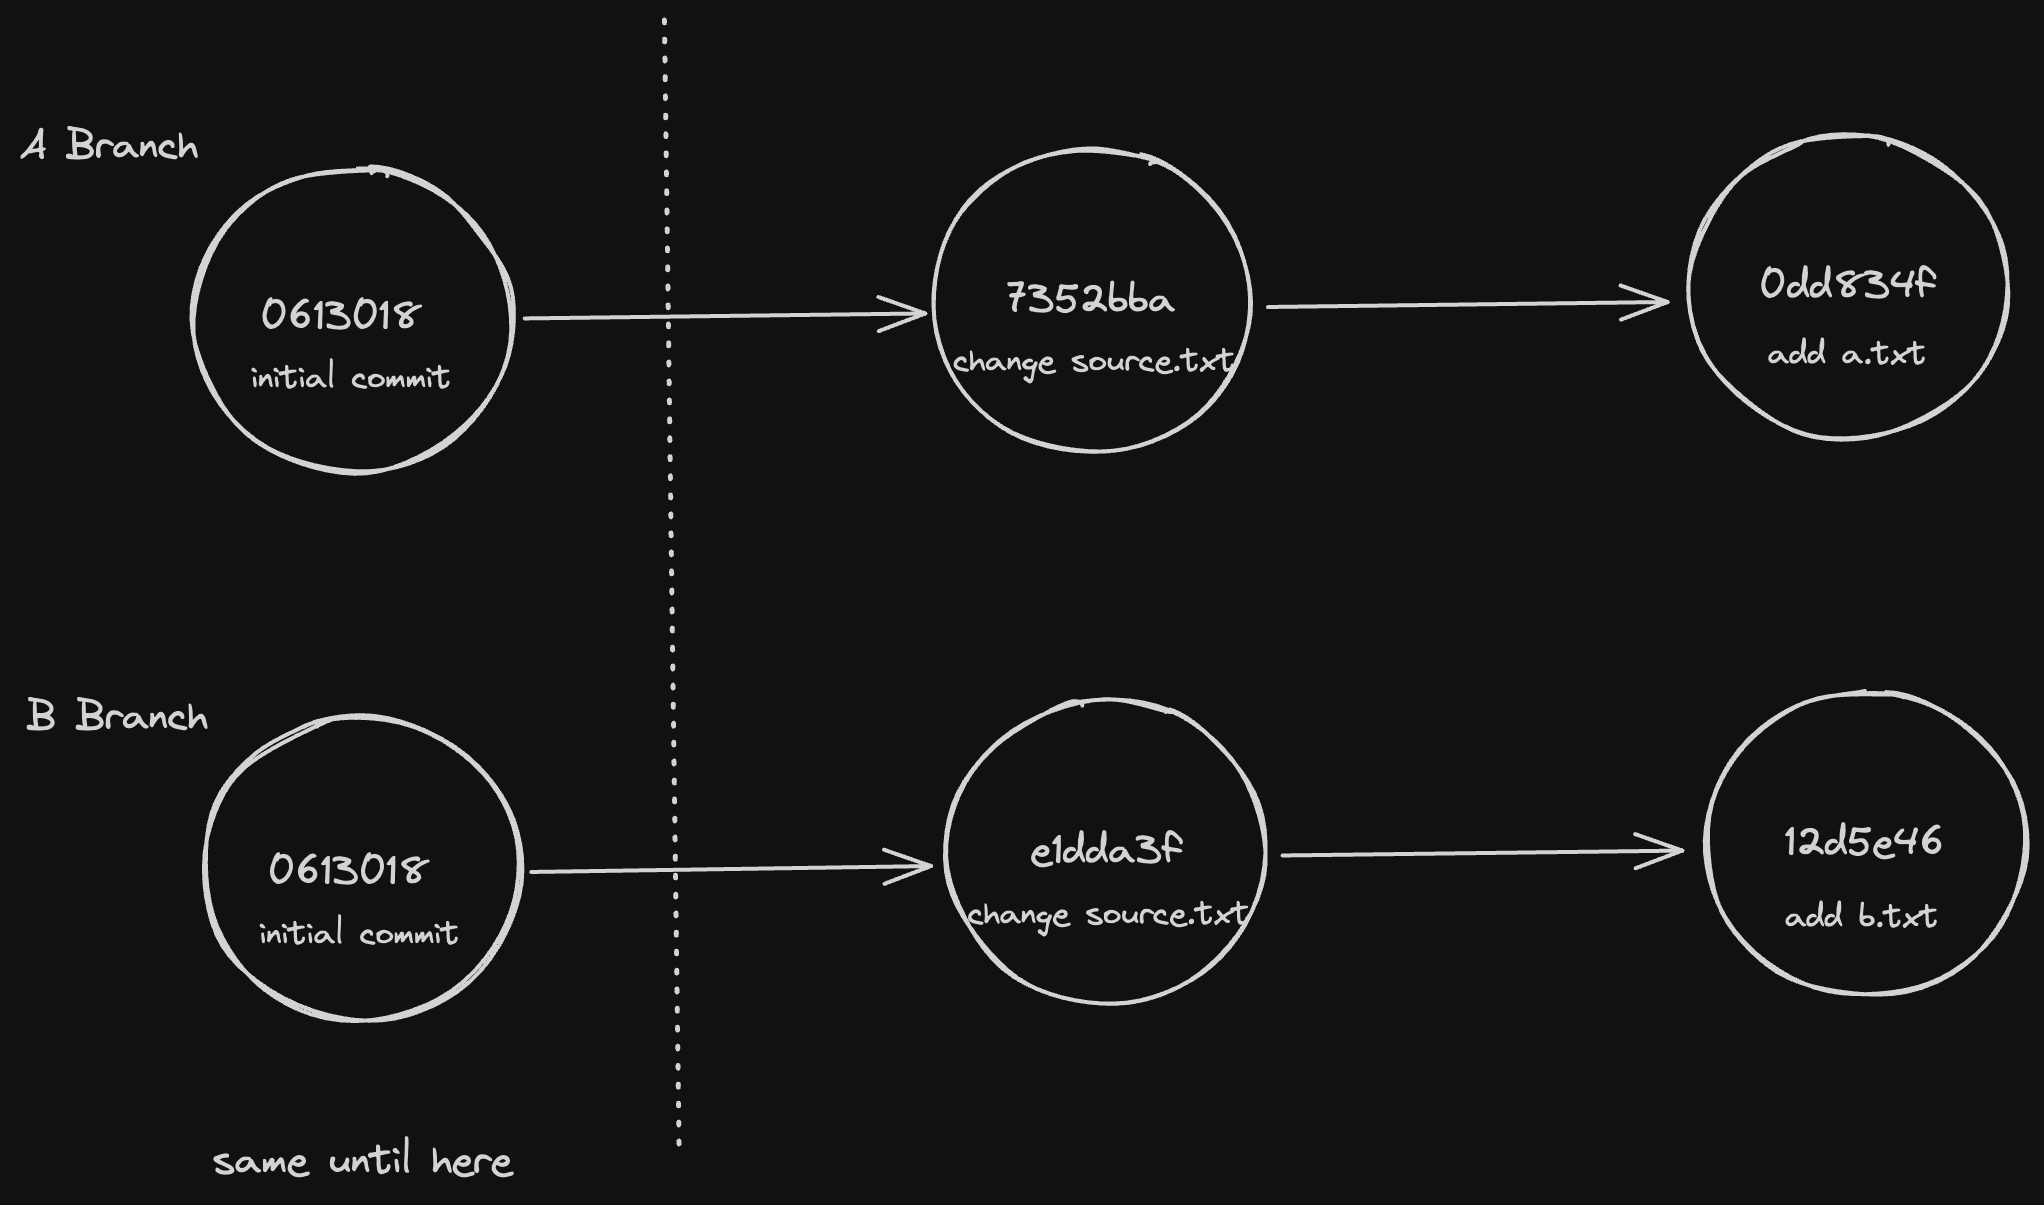 A Branch
0613018
initial commit
7352bba
change source.txt
0dd834f
add a.txt
B Branch
0613018
initial commit
e1dda3f
change source.txt
12d5e46
add b.txt
same until here